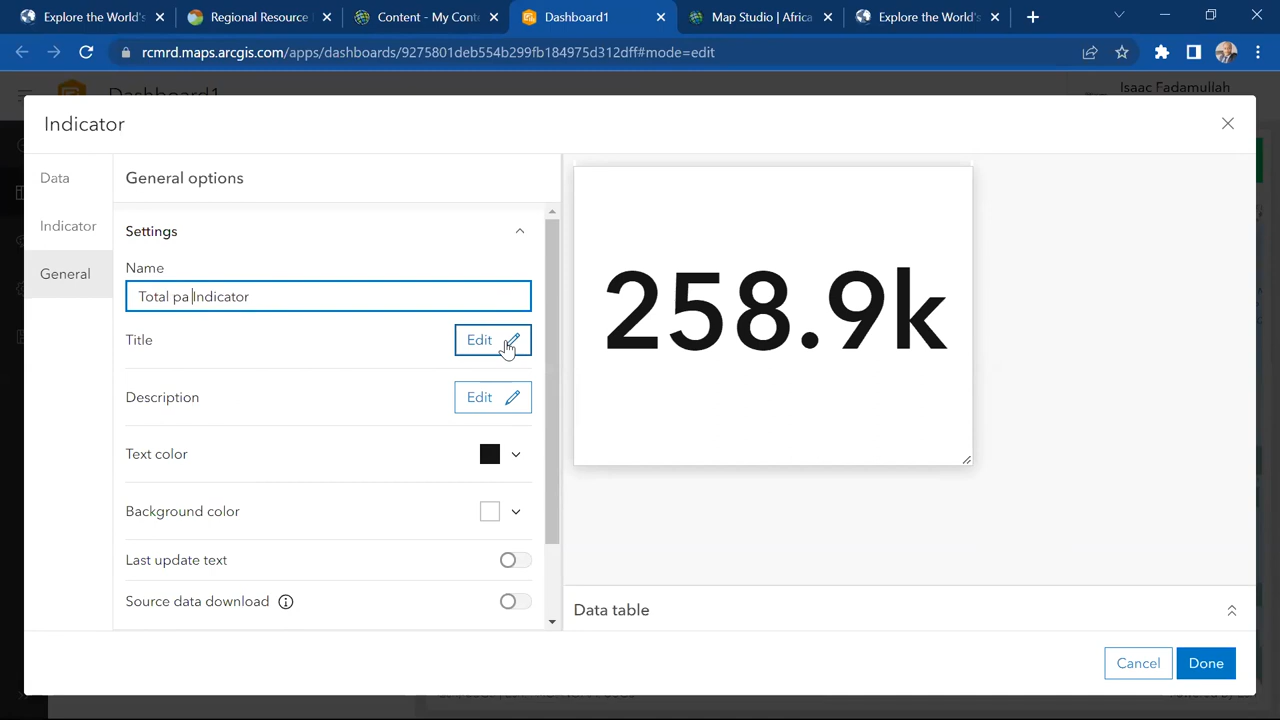 Explore the World's
Regional Resource
Content - My Conte
Dashboard1
Map Studio | Africa
Explore the World's
rcmrd.maps.arcgis.com/apps/dashboards/9275801deb554b299fb184975d312dff#mode=edit
Dashboard1
Isaac Fadamullah
Indicator
Data
General options
Indicator
Settings
General
Name
Total pa Indicator
Title
Edit
Description
Edit
Text color
Background color
Last update text
Source data download
258.9k
Data table
Cancel
Done